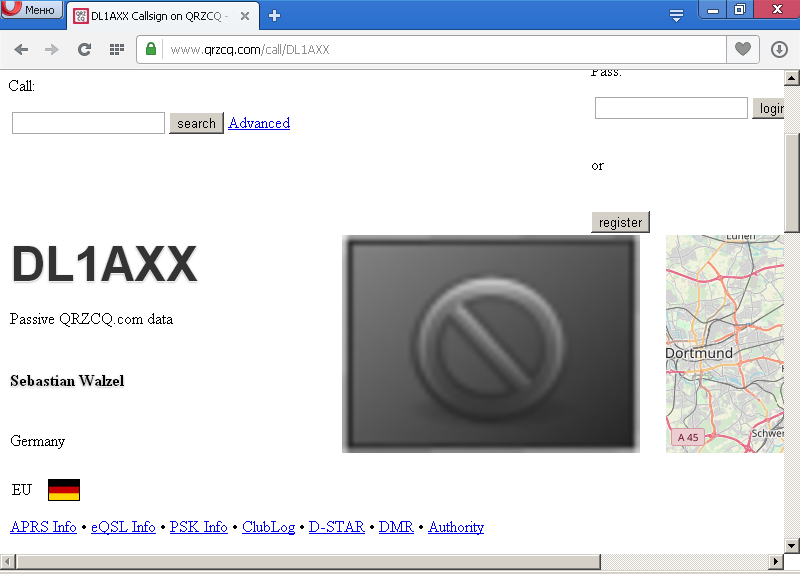 Меню
DL1AXX Callsign on QRZCQ -
www.qrzcq.com/call/DL1AXX
Call:
Pass:
search
Advanced
login
or
register
DL1AXX
Passive QRZCQ.com data
Sebastian Walzel
Germany
EU
Lünen
Dortmund
A 45
Schwer
APRS Info • eQSL Info • PSK Info • ClubLog • D-STAR • DMR • Authority